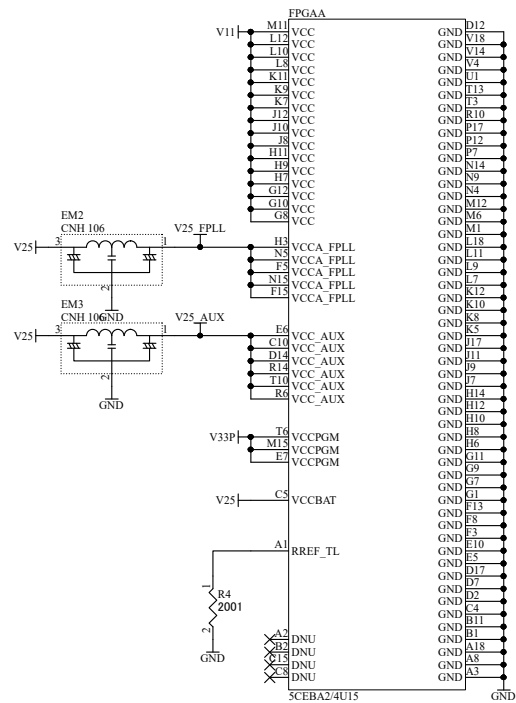 FPGAA
V11
M11 VCC GND D12
L12 VCC GND V18
L10 VCC GND V14
L8 VCC GND V4
K11 VCC GND U1
K9 VCC GND T13
K7 VCC GND T3
J12 VCC GND R10
J10 VCC GND P17
J8 VCC GND P12
H11 VCC GND P7
H9 VCC GND N14
H7 VCC GND N9
G12 VCC GND N4
G10 VCC GND M12
G8 VCC GND M6
GND M1
EM2
CNH 106
V25 3 1 V25_FPLL
2
GND
H3 VCCA_FPLL GND L18
N5 VCCA_FPLL GND L11
F5 VCCA_FPLL GND L9
N15 VCCA_FPLL GND L7
F15 VCCA_FPLL GND K12
GND K10
GND K8
EM3
CNH 106
V25 3 1 V25_AUX
2
GND
E6 VCC_AUX GND K5
C10 VCC_AUX GND J17
D14 VCC_AUX GND J11
R14 VCC_AUX GND J9
T10 VCC_AUX GND J7
R6 VCC_AUX GND H14
GND H12
GND H10
V33P
T6 VCCPGM GND H8
M15 VCCPGM GND H6
E7 VCCPGM GND G11
GND G9
GND G7
V25 C5 VCCBAT GND G1
GND F13
GND F8
GND F3
A1 RREF_TL GND E10
GND E5
GND D17
GND D7
GND D2
GND C4
GND B11
1
R4
2001
2
GND
A2 DNU GND B1
B2 DNU GND A18
C15 DNU GND A8
C8 DNU GND A3
5CEBA2/4U15
GND